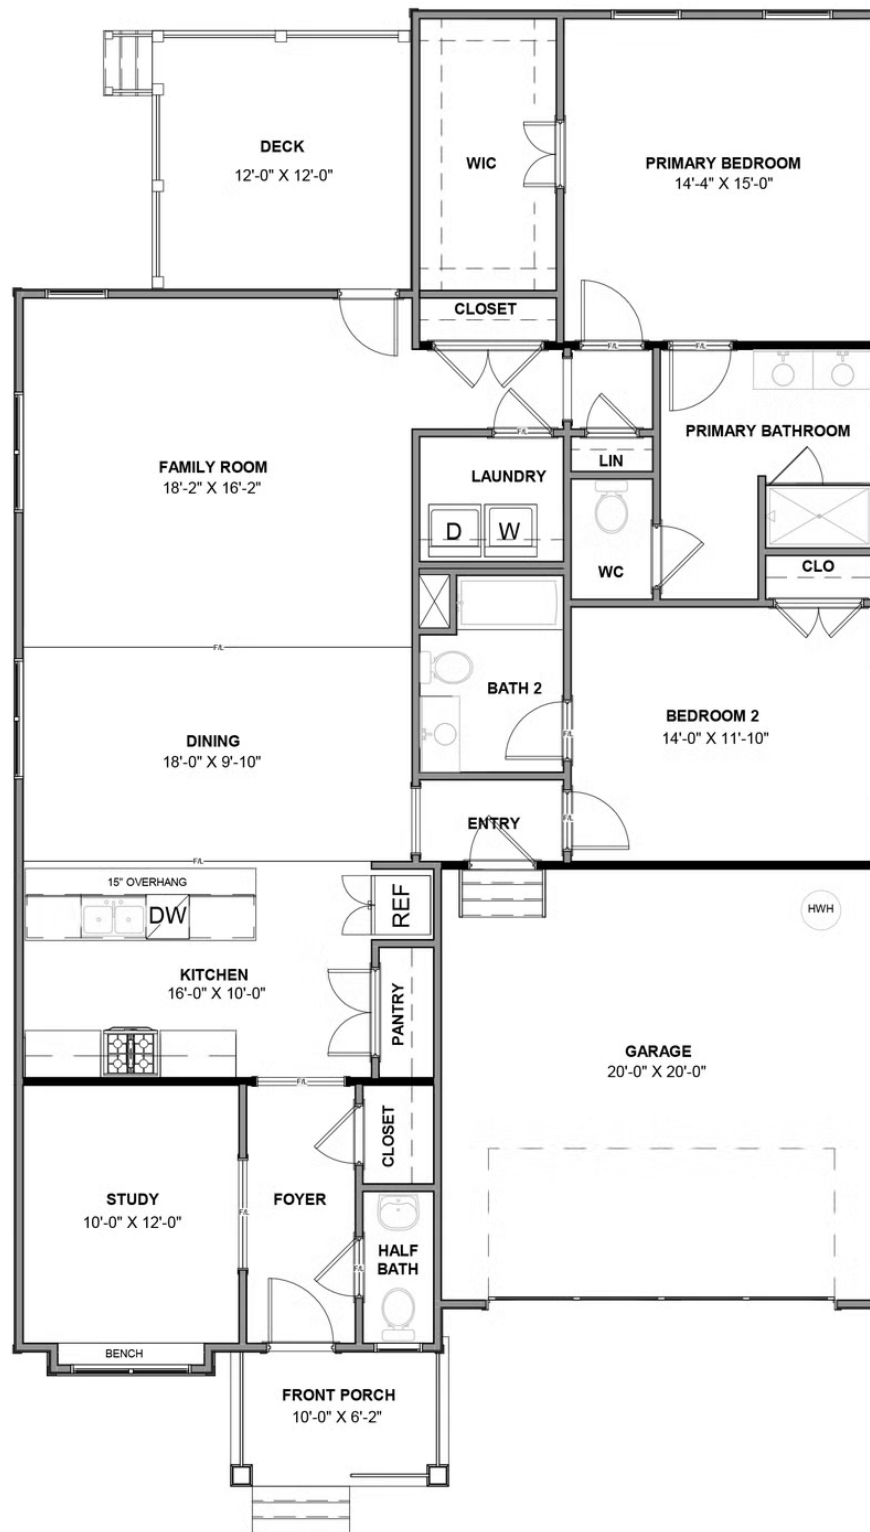 DECK
12'-0" X 12'-0"
WIC
PRIMARY BEDROOM
14'-4" X 15'-0"
CLOSET
F/L
F/L
PRIMARY BATHROOM
F/L
LIN
FAMILY ROOM
18'-2" X 16'-2"
LAUNDRY
D
W
WC
CLO
F/L
BATH 2
BEDROOM 2
14'-0" X 11'-10"
F/L
DINING
18'-0" X 9'-10"
ENTRY
F/L
F/L
15" OVERHANG
DW
REF
HWH
KITCHEN
16'-0" X 10'-0"
PANTRY
GARAGE
20'-0" X 20'-0"
F/L
CLOSET
STUDY
10'-0" X 12'-0"
FOYER
F/L
HALF
BATH
F/L
BENCH
FRONT PORCH
10'-0" X 6'-2"